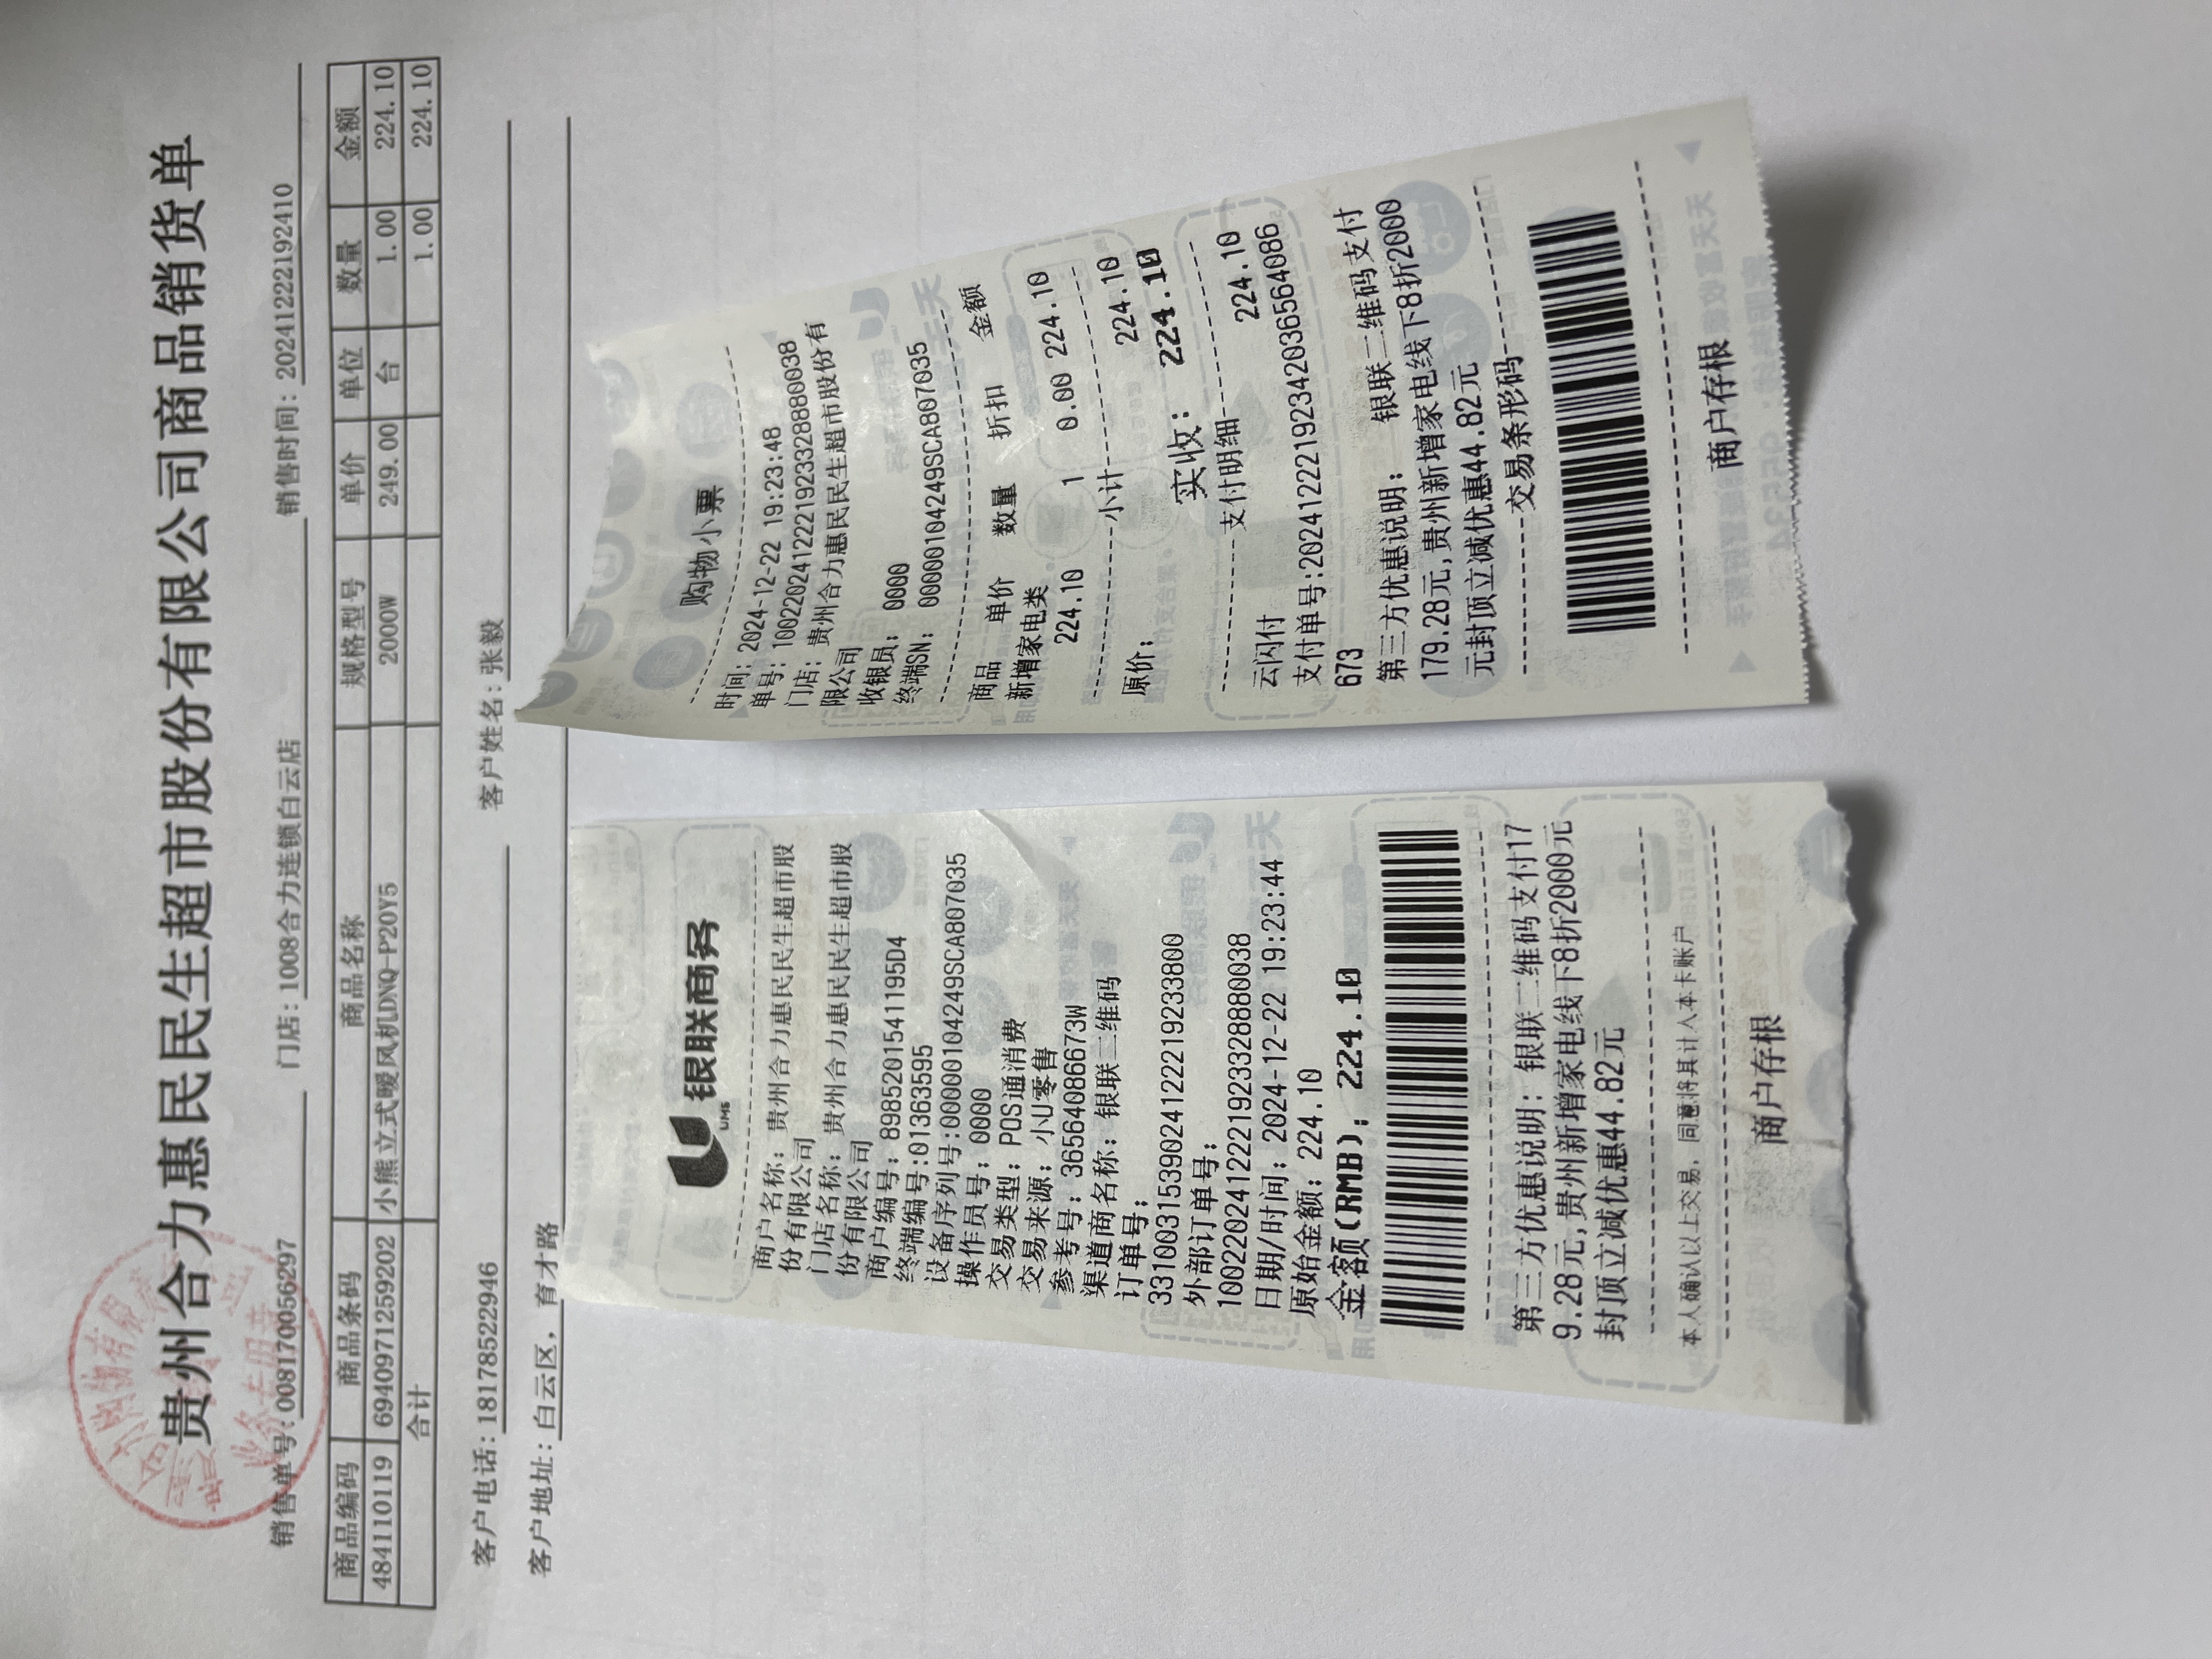 贵州合力惠民民生超市股份有限公司商品销货单
销售单号: 008170056297 门店: 1008合力连锁白云店 销售时间: 20241222192410
商品编码 商品条码 商品名称 规格型号 单价 单位 数量 金额
484110119 6940971259202 小熊立式暖风机DNQ-P20Y5 2000W 249.00 台 1.00 224.10
合计 1.00 224.10
客户电话: 18178522946 客户姓名: 张毅
客户地址: 白云区, 育才路
银联商务
UMS
商户名称: 贵州合力惠民民生超市股
份有限公司
门店名称: 贵州合力惠民民生超市股
份有限公司
商户编号: 8985201541195D4
终端编号:01363595
设备序列号:00000104249SCA807035
操作员号: 0000
交易类型: POS通消费
交易来源: 小U零售
参考号: 36564086673W
渠道商名称: 银联二维码
订单号:
33100315390241222192338​00
外部订单号:
10022024122219233288​80038
日期/时间: 2024-12-22 19:23:44
原始金额: 224.10
金额(RMB): 224.10
第三方优惠说明: 银联二维码支付17
9.28元,贵州新增家电线下8折2000元
封顶立减优惠44.82元
本人确认以上交易, 同意将其计入本卡账户
商户存根
购物小票
时间: 2024-12-22 19:23:48
单号: 1002202412221923328880038
门店: 贵州合力惠民民生超市股份有
限公司
收银员: 0000
终端SN: 00000104249SCA807035
商品 单价 数量 折扣 金额
新增家电类
224.10 1 0.00 224.10
小计
原价: 224.10
实收: 224.10
支付明细
云闪付 224.10
支付单号:20241222192342036564086
673
第三方优惠说明: 银联二维码支付
179.28元,贵州新增家电线下8折2000
元封顶立减优惠44.82元
交易条形码
商户存根